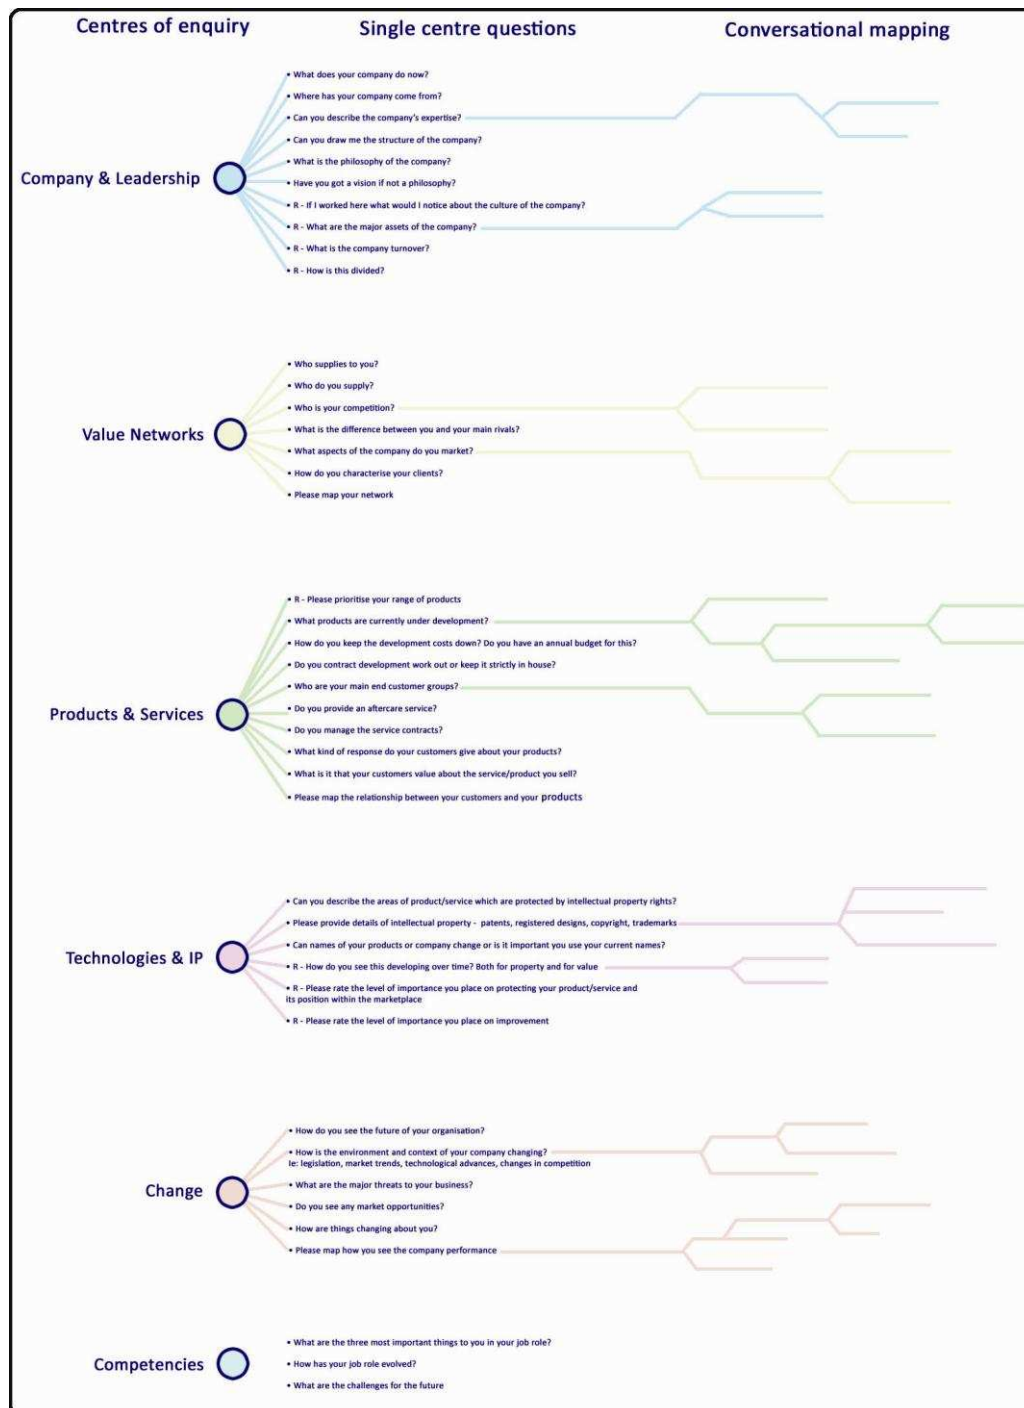 Centres of enquiry
Single centre questions
Conversational mapping
Company & Leadership
• What does your company do now?
• Where has your company come from?
• Can you describe the company's expertise?
• Can you draw me the structure of the company?
• What is the philosophy of the company?
• Have you got a vision if not a philosophy?
• R - If I worked here what would I notice about the culture of the company?
• R - What are the major assets of the company?
• R - What is the company turnover?
• R - How is this divided?
Value Networks
• Who supplies to you?
• Who do you supply?
• Who is your competition?
• What is the difference between you and your main rivals?
• What aspects of the company do you market?
• How do you characterise your clients?
• Please map your network
Products & Services
• R - Please prioritise your range of products
• What products are currently under development?
• How do you keep the development costs down? Do you have an annual budget for this?
• Do you contract development work out or keep it strictly in house?
• Who are your main end customer groups?
• Do you provide an aftercare service?
• Do you manage the service contracts?
• What kind of response do your customers give about your products?
• What is it that your customers value about the service/product you sell?
• Please map the relationship between your customers and your products
Technologies & IP
• Can you describe the areas of product/service which are protected by intellectual property rights?
• Please provide details of intellectual property - patents, registered designs, copyright, trademarks
• Can names of your products or company change or is it important you use your current names?
• R - How do you see this developing over time? Both for property and for value
• R - Please rate the level of importance you place on protecting your product/service and
its position within the marketplace
• R - Please rate the level of importance you place on improvement
Change
• How do you see the future of your organisation?
• How is the environment and context of your company changing?
Ie: legislation, market trends, technological advances, changes in competition
• What are the major threats to your business?
• Do you see any market opportunities?
• How are things changing about you?
• Please map how you see the company performance
Competencies
• What are the three most important things to you in your job role?
• How has your job role evolved?
• What are the challenges for the future